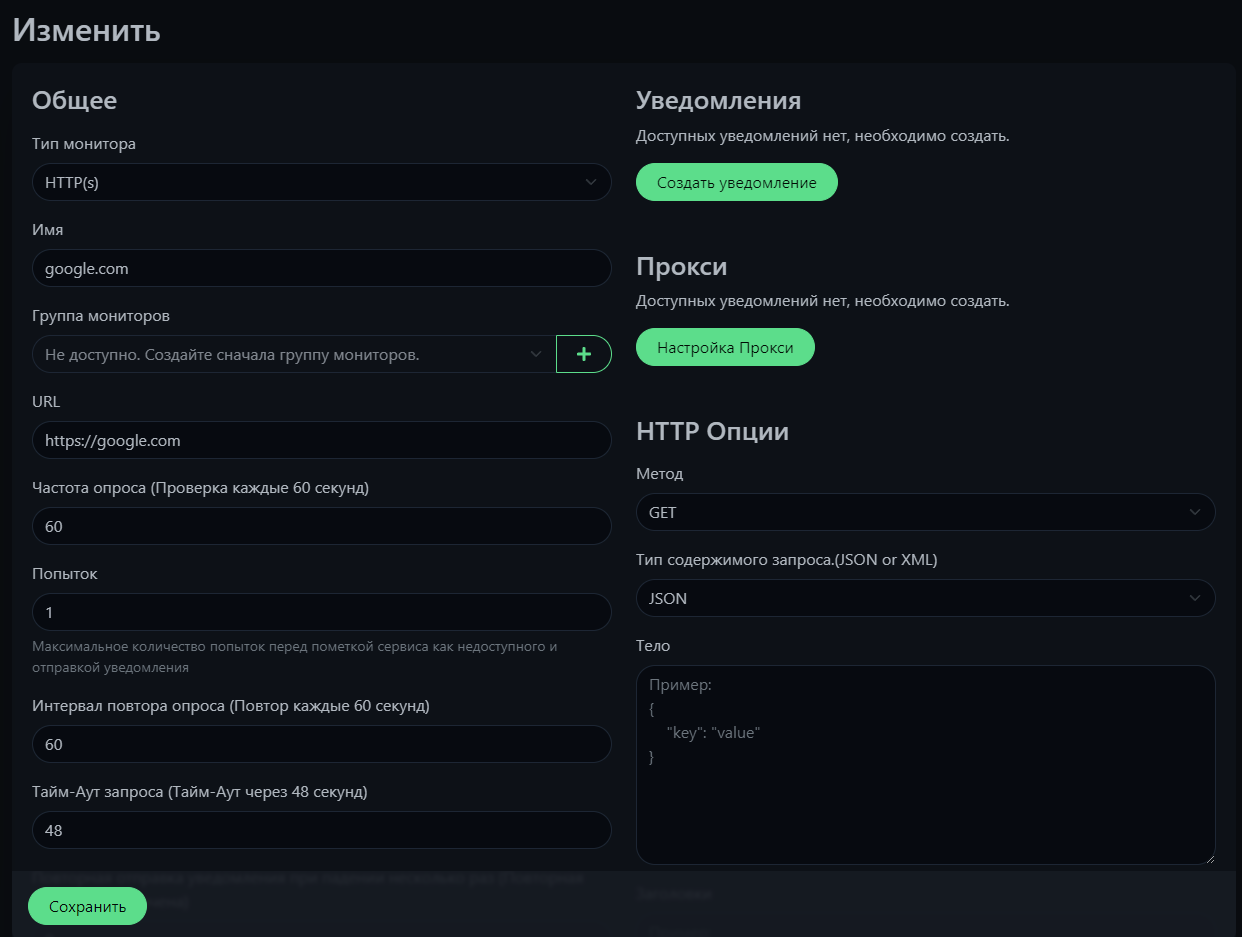 Изменить
Общее
Тип монитора
HTTP(s)
Имя
google.com
Группа мониторов
Не доступно. Создайте сначала группу мониторов.
+
URL
https://google.com
Частота опроса (Проверка каждые 60 секунд)
60
Попыток
1
Максимальное количество попыток перед пометкой сервиса как недоступного и
отправкой уведомления
Интервал повтора опроса (Повтор каждые 60 секунд)
60
Тайм-Аут запроса (Тайм-Аут через 48 секунд)
48
Сохранить
Уведомления
Доступных уведомлений нет, необходимо создать.
Создать уведомление
Прокси
Доступных уведомлений нет, необходимо создать.
Настройка Прокси
HTTP Опции
Метод
GET
Тип содержимого запроса.(JSON or XML)
JSON
Тело
Пример:
{
"key": "value"
}